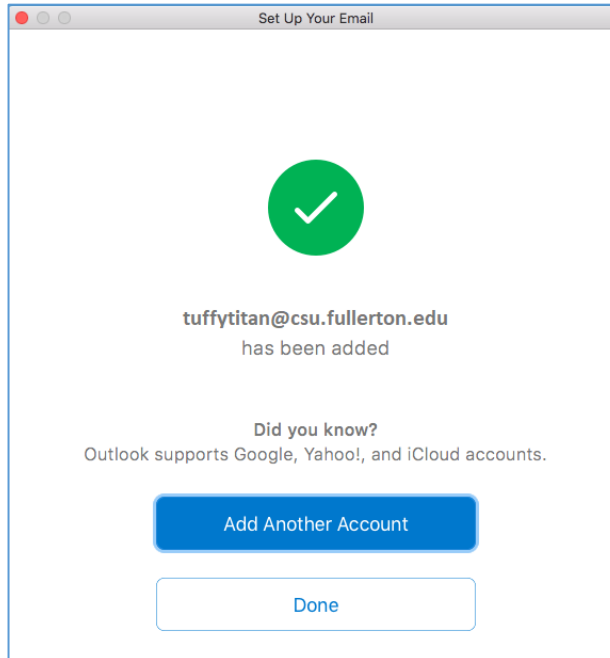 Set Up Your Email
tuffytitan@csu.fullerton.edu
has been added
Did you know?
Outlook supports Google, Yahoo!, and iCloud accounts.
Add Another Account
Done